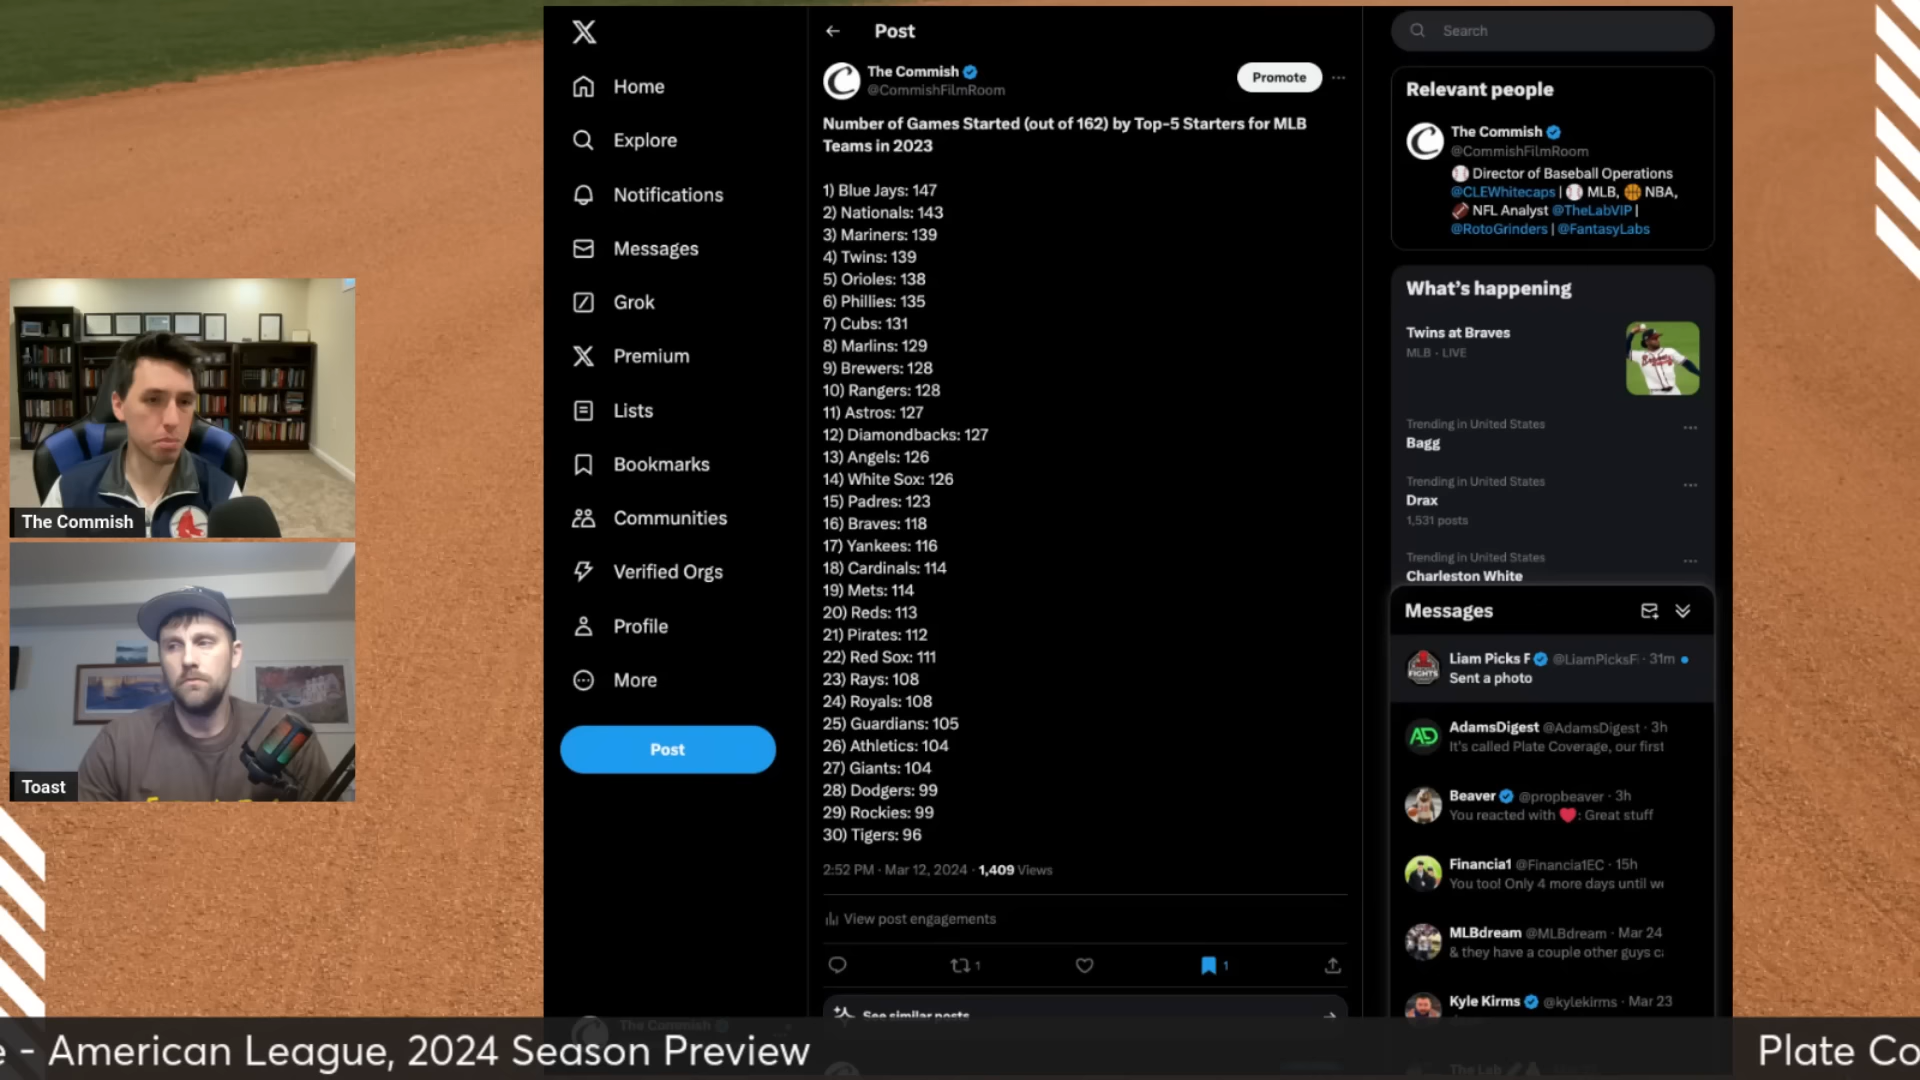 Home
Explore
Notifications
Messages
Grok
Premium
Lists
Bookmarks
Communities
Verified Orgs
Profile
More
Post
Post
The Commish
@CommishFilmRoom
Promote
Number of Games Started (out of 162) by Top-5 Starters for MLB
Teams in 2023
1) Blue Jays: 147
2) Nationals: 143
3) Mariners: 139
4) Twins: 139
5) Orioles: 138
6) Phillies: 135
7) Cubs: 131
8) Marlins: 129
9) Brewers: 128
10) Rangers: 128
11) Astros: 127
12) Diamondbacks: 127
13) Angels: 126
14) White Sox: 126
15) Padres: 123
16) Braves: 118
17) Yankees: 116
18) Cardinals: 114
19) Mets: 114
20) Reds: 113
21) Pirates: 112
22) Red Sox: 111
23) Rays: 108
24) Royals: 108
25) Guardians: 105
26) Athletics: 104
27) Giants: 104
28) Dodgers: 99
29) Rockies: 99
30) Tigers: 96
2:52 PM · Mar 12, 2024 · 1,409 Views
View post engagements
1
1
See similar posts
Search
Relevant people
The Commish
@CommishFilmRoom
Director of Baseball Operations
@CLEWhitecaps | MLB, NBA,
NFL Analyst @TheLabVIP |
@RotoGrinders | @FantasyLabs
What's happening
Twins at Braves
MLB · LIVE
Trending in United States
Bagg
Trending in United States
Drax
1,531 posts
Trending in United States
Charleston White
Messages
Liam Picks F @LiamPicksF · 31m
Sent a photo
AdamsDigest @AdamsDigest · 3h
It's called Plate Coverage, our first
Beaver @propbeaver · 3h
You reacted with ❤️: Great stuff
Financia1 @Financia1EC · 15h
You too! Only 4 more days until we
MLBdream @MLBdream · Mar 24
& they have a couple other guys c
Kyle Kirms @kylekirms · Mar 23
The Commish
The Lab
The Commish
Toast
e - American League, 2024 Season Preview
Plate Co